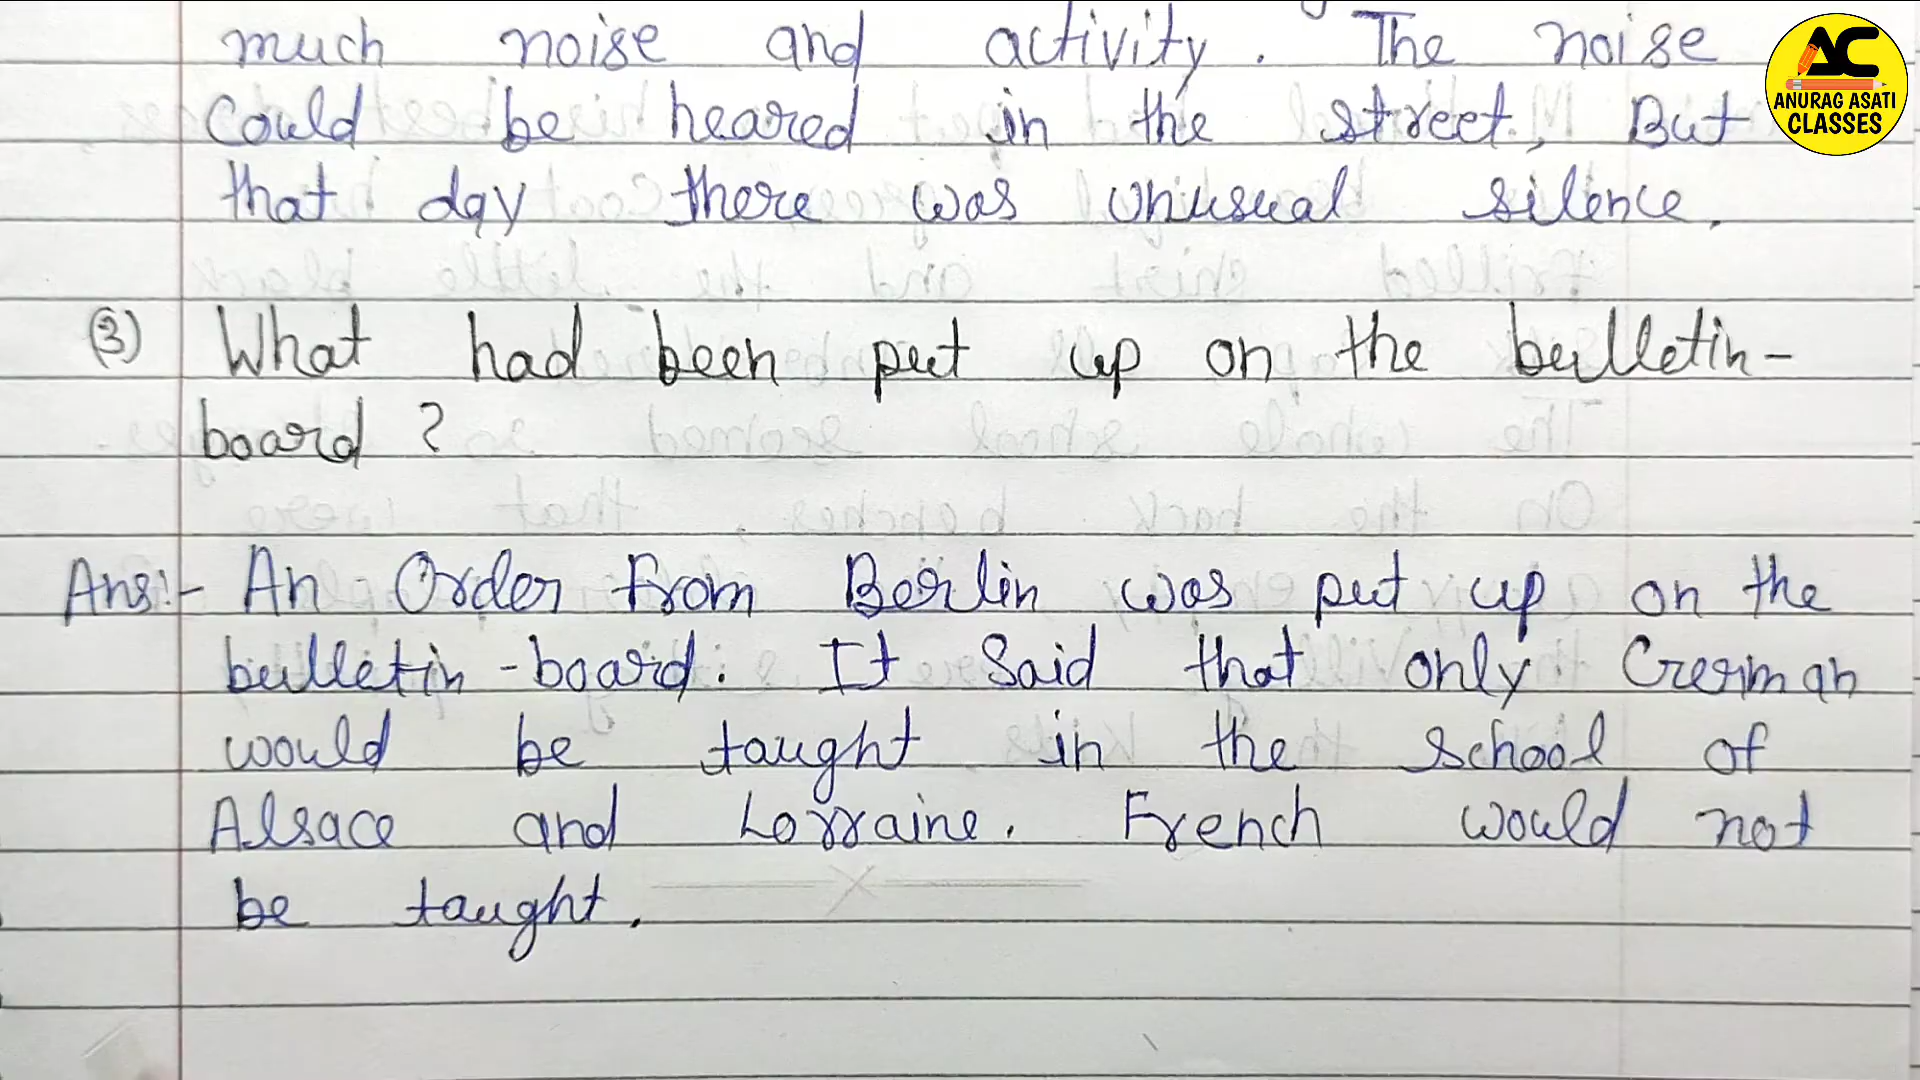 much noise and activity. The noise
Could be heared in the street, But
that day there was unusual silence.
(3) What had been put up on the bulletin-
board ?
Ans:- An Order From Berlin was put up on the
bulletin-board. It Said that only German
would be taught in the school of
Alsace and Lorraine. French would not
be taught.
AC
ANURAG ASATI
CLASSES